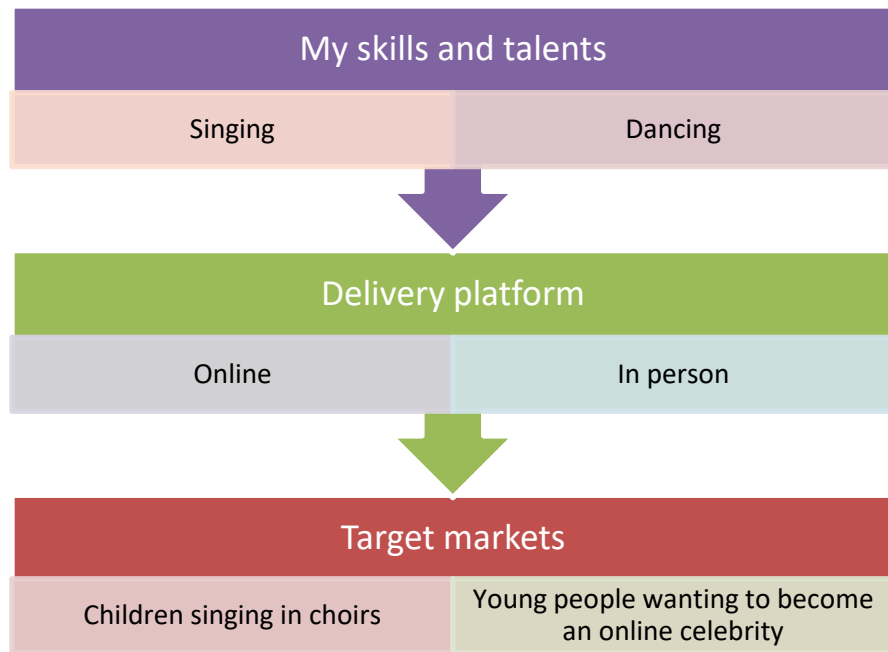 My skills and talents
Singing
Dancing
Delivery platform
Online
In person
Target markets
Children singing in choirs
Young people wanting to become
an online celebrity